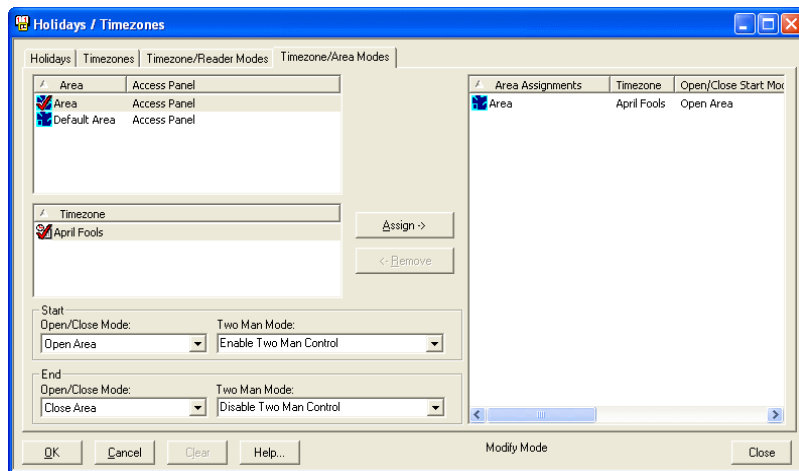 Holidays / Timezones
Holidays Timezones Timezone/Reader Modes Timezone/Area Modes
Area Access Panel
Area Access Panel
Default Area Access Panel
Timezone
April Fools
Assign ->
<- Remove
Area Assignments Timezone Open/Close Start Mod
Area April Fools Open Area
Start
Open/Close Mode: Two Man Mode:
Open Area Enable Two Man Control
End
Open/Close Mode: Two Man Mode:
Close Area Disable Two Man Control
OK Cancel Clear Help... Modify Mode Close